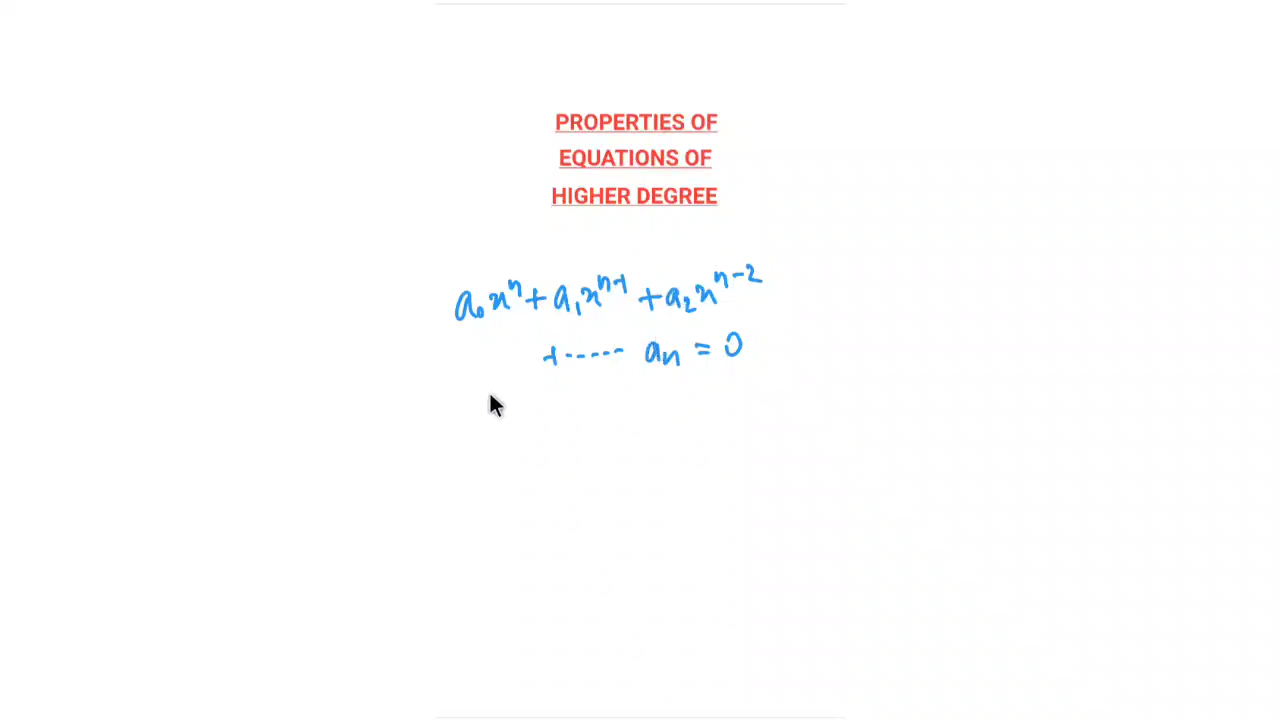 PROPERTIES OF
EQUATIONS OF
HIGHER DEGREE
a₀xⁿ + a₁xⁿ⁻¹ + a₂xⁿ⁻²
+ ...... aₙ = 0